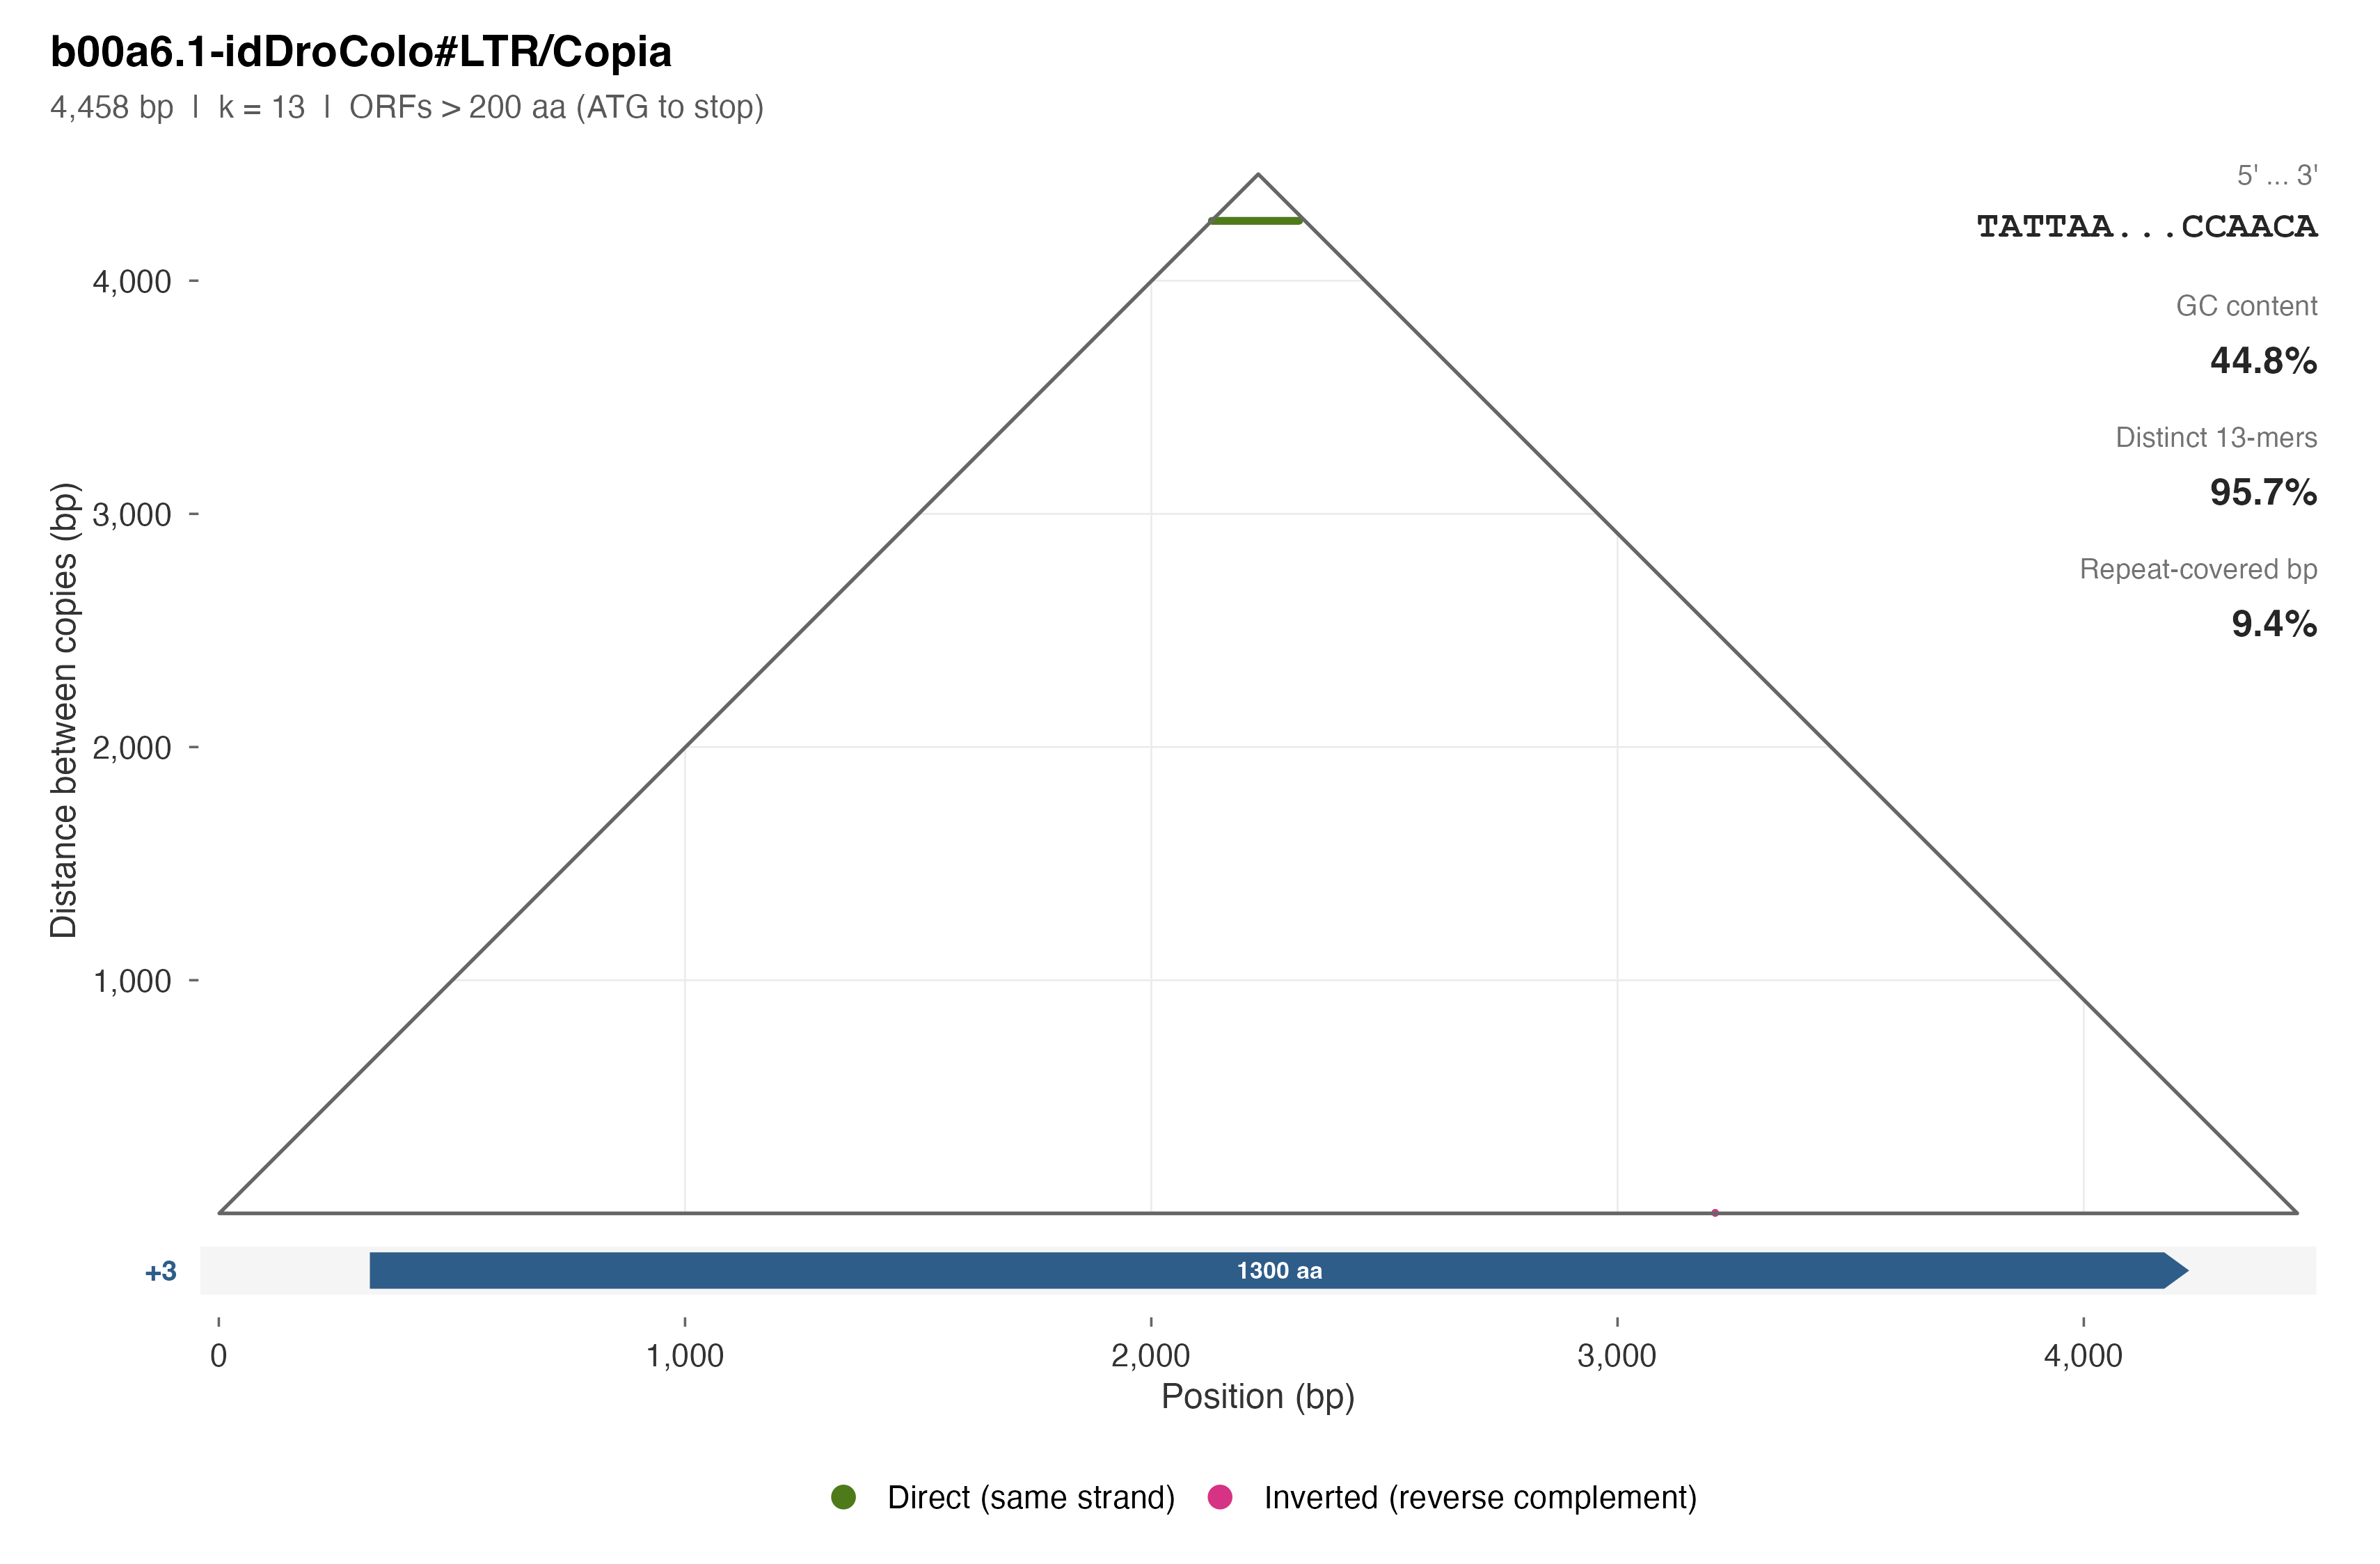 b00a6.1-idDroColo#LTR/Copia
4,458 bp | k = 13 | ORFs > 200 aa (ATG to stop)
5' ... 3'
TATTAA...CCAACA
GC content
44.8%
Distinct 13-mers
95.7%
Repeat-covered bp
9.4%
Distance between copies (bp)
4,000
3,000
2,000
1,000
+3
1300 aa
0 1,000 2,000 3,000 4,000
Position (bp)
Direct (same strand) Inverted (reverse complement)